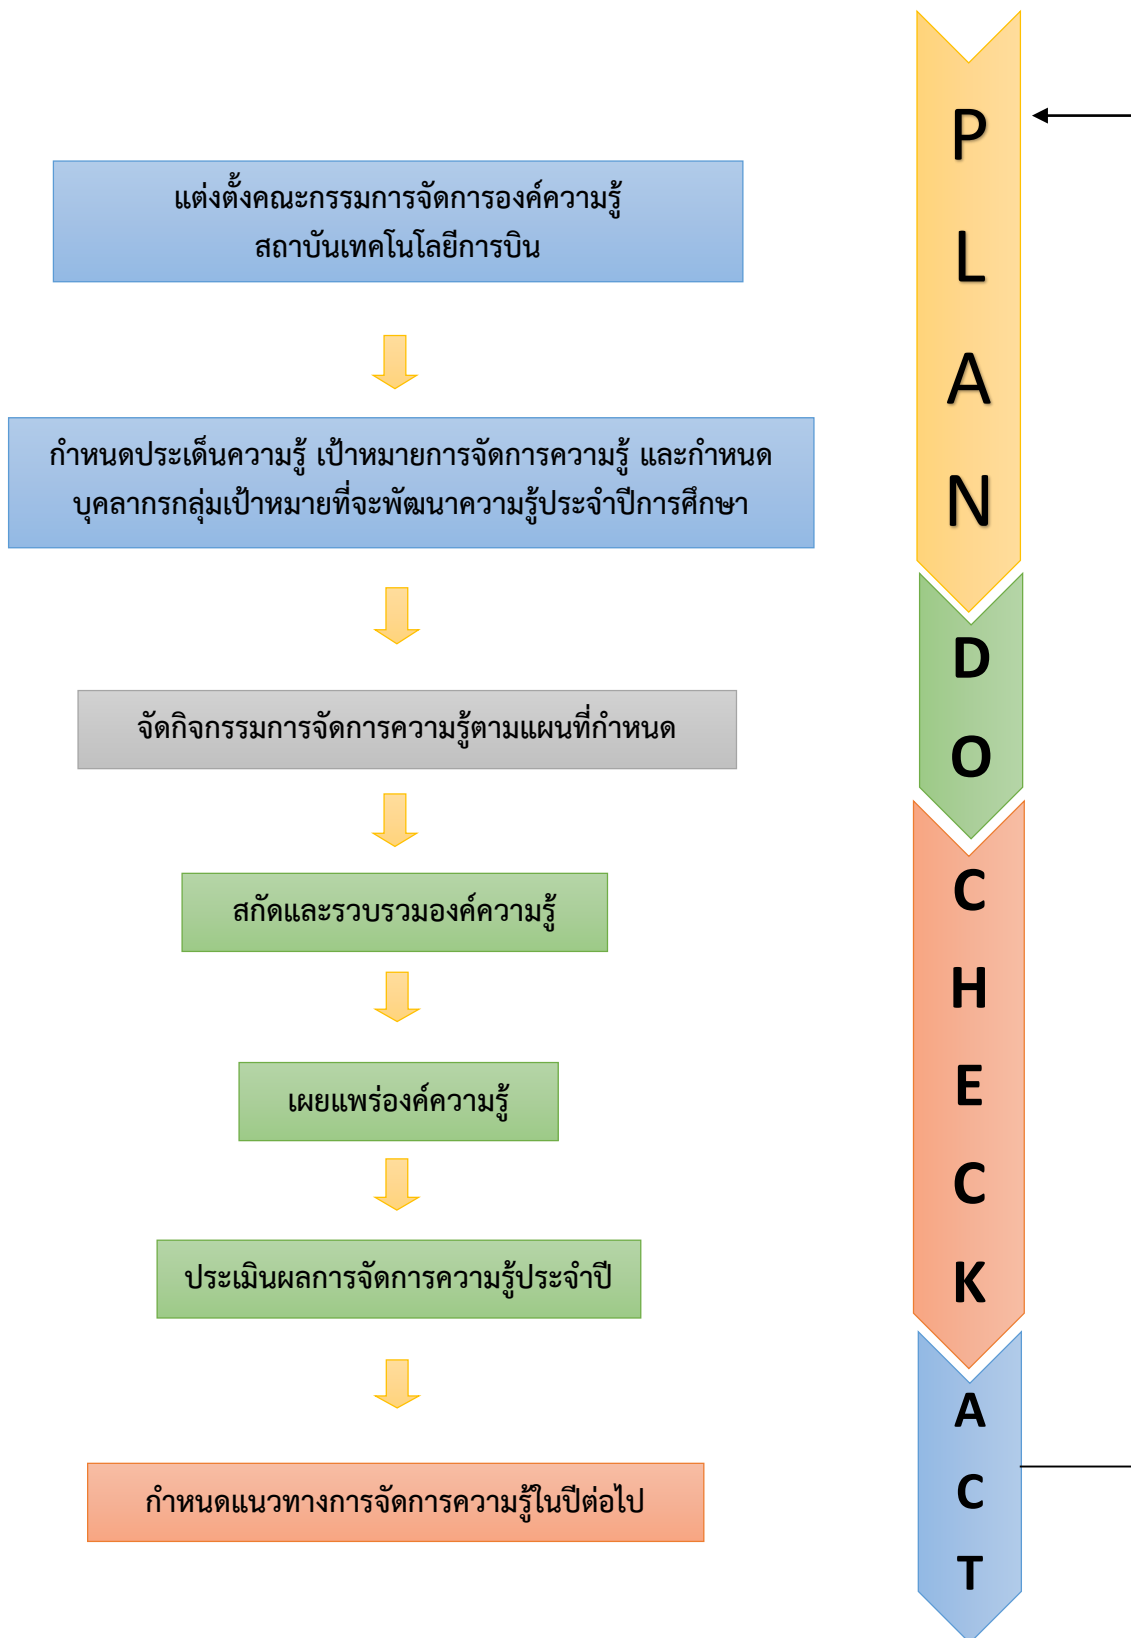 แต่งตั้งคณะกรรมการจัดการองค์ความรู้
สถาบันเทคโนโลยีการบิน
กำหนดประเด็นความรู้ เป้าหมายการจัดการความรู้ และกำหนด
บุคลากรกลุ่มเป้าหมายที่จะพัฒนาความรู้ประจำปีการศึกษา
จัดกิจกรรมการจัดการความรู้ตามแผนที่กำหนด
สกัดและรวบรวมองค์ความรู้
เผยแพร่องค์ความรู้
ประเมินผลการจัดการความรู้ประจำปี
กำหนดแนวทางการจัดการความรู้ในปีต่อไป
PLAN
DO
CHECK
ACT